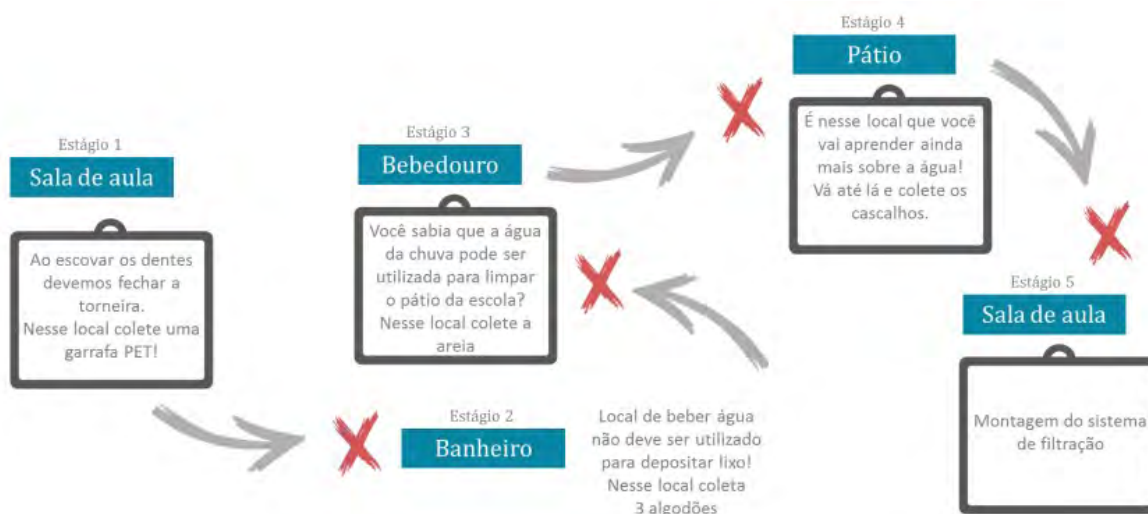 Estágio 1
Sala de aula
Ao escovar os dentes
devemos fechar a
torneira.
Nesse local colete uma
garrafa PET!
Estágio 2
Banheiro
Local de beber água
não deve ser utilizado
para depositar lixo!
Nesse local coleta
3 algodões
Estágio 3
Bebedouro
Você sabia que a água
da chuva pode ser
utilizada para limpar
o pátio da escola?
Nesse local colete a
areia
Estágio 4
Pátio
É nesse local que você
vai aprender ainda
mais sobre a água!
Vá até lá e colete os
cascalhos.
Estágio 5
Sala de aula
Montagem do sistema
de filtração